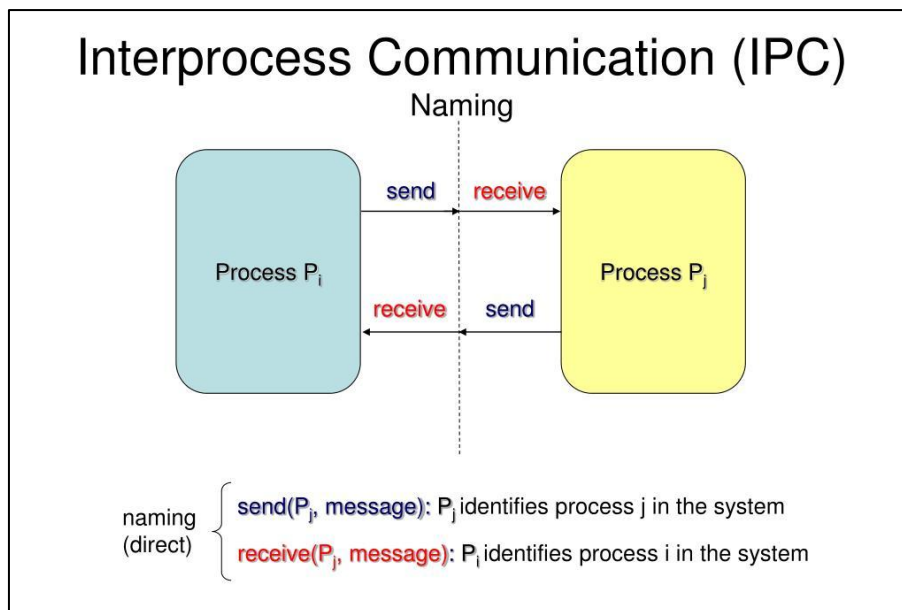 Interprocess Communication (IPC)
Naming
send receive
Process Pi Process Pj
receive send
naming
(direct)
send(Pj, message): Pj identifies process j in the system
receive(Pj, message): Pi identifies process i in the system